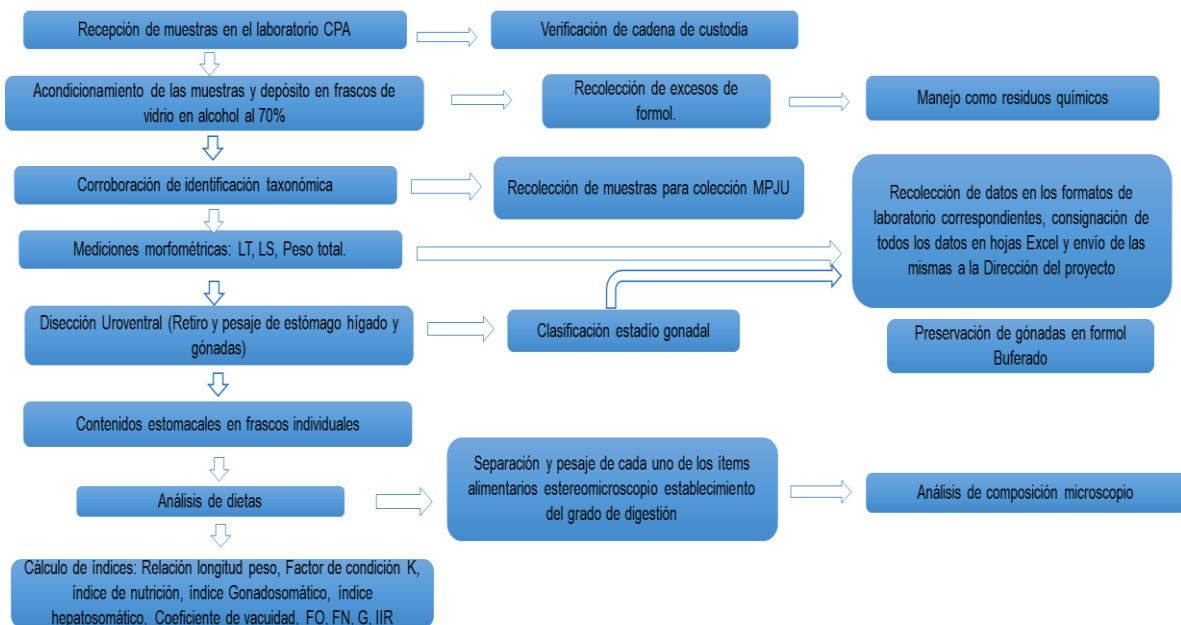 Recepción de muestras en el laboratorio CPA
Verificación de cadena de custodia
Acondicionamiento de las muestras y depósito en frascos de
vidrio en alcohol al 70%
Recolección de excesos de
formol.
Manejo como residuos químicos
Corroboración de identificación taxonómica
Recolección de muestras para colección MPJU
Recolección de datos en los formatos de
laboratorio correspondientes, consignación de
todos los datos en hojas Excel y envío de las
mismas a la Dirección del proyecto
Mediciones morfométricas: LT, LS, Peso total.
Disección Uroventral (Retiro y pesaje de estómago hígado y
gónadas)
Clasificación estadío gonadal
Preservación de gónadas en formol
Buferado
Contenidos estomacales en frascos individuales
Análisis de dietas
Separación y pesaje de cada uno de los ítems
alimentarios estereomicroscopio establecimiento
del grado de digestión
Análisis de composición microscopio
Cálculo de índices: Relación longitud peso, Factor de condición K,
índice de nutrición, índice Gonadosomático, índice
hepatosomático, Coeficiente de vacuidad, FO, FN, G, IIR